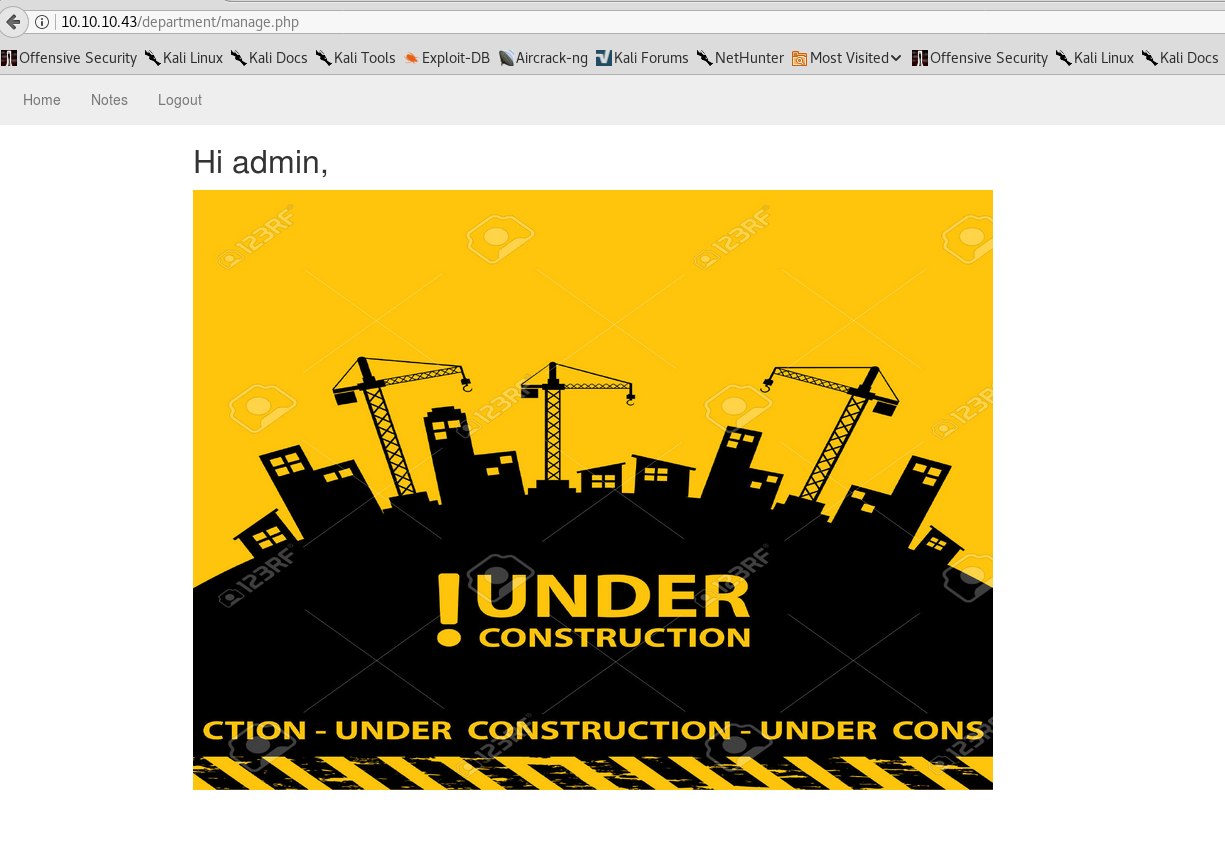 10.10.10.43/department/manage.php
Offensive Security Kali Linux Kali Docs Kali Tools Exploit-DB Aircrack-ng Kali Forums NetHunter Most Visited Offensive Security Kali Linux Kali Docs
Home Notes Logout
Hi admin,
123RF 123RF
123RF 123RF
123RF 123RF
!UNDER
CONSTRUCTION
CTION - UNDER CONSTRUCTION - UNDER CONS
123RF 123RF